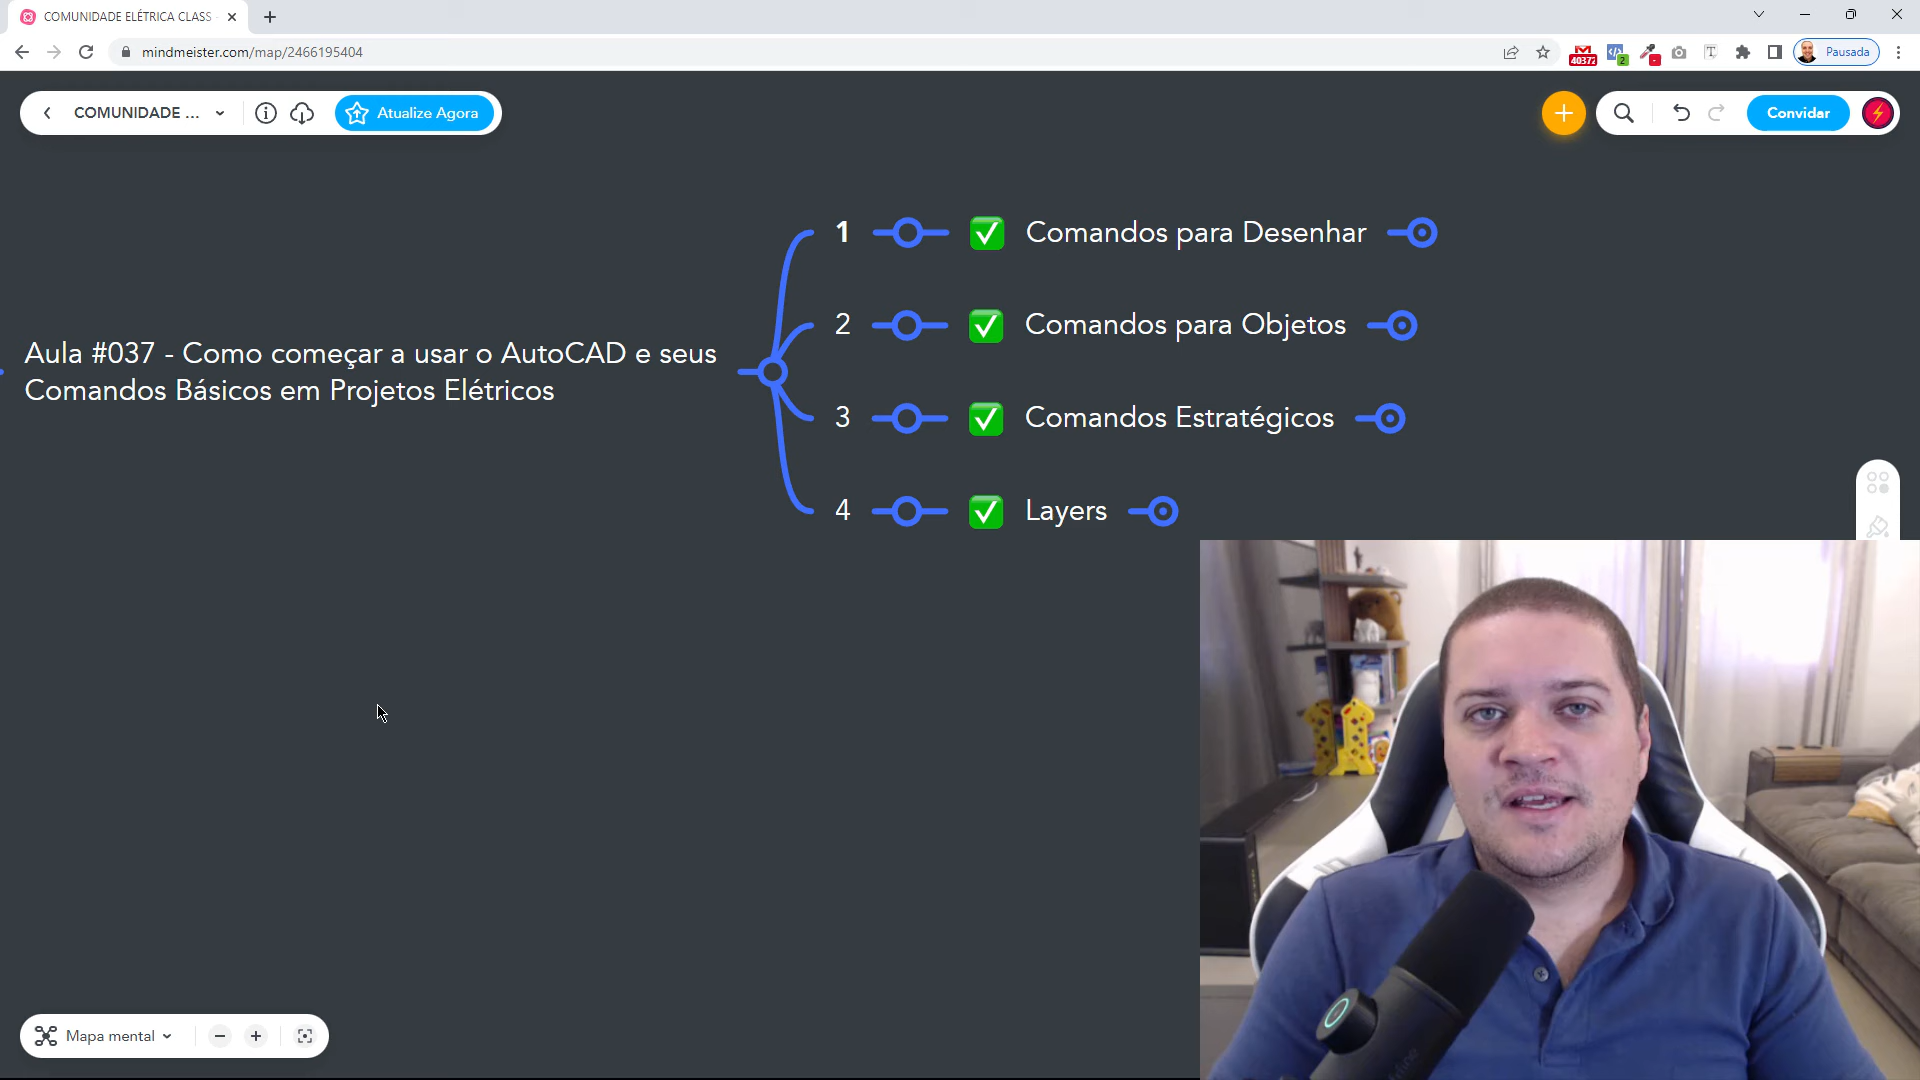 COMUNIDADE ELÉTRICA CLASS
mindmeister.com/map/2466195404
40372
2
Pausada
COMUNIDADE ...
Atualize Agora
Convidar
Aula #037 - Como começar a usar o AutoCAD e seus
Comandos Básicos em Projetos Elétricos
1 ✅ Comandos para Desenhar
2 ✅ Comandos para Objetos
3 ✅ Comandos Estratégicos
4 ✅ Layers
Mapa mental